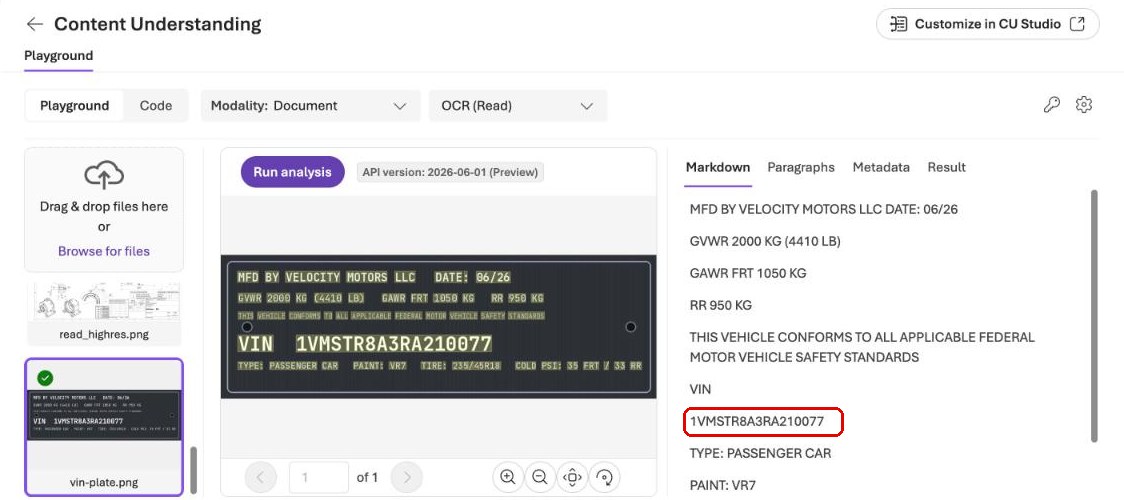 Content Understanding
Customize in CU Studio
Playground
Playground
Code
Modality: Document
OCR (Read)
Drag & drop files here
or
Browse for files
read_highres.png
vin-plate.png
Run analysis
API version: 2026-06-01 (Preview)
MFD BY VELOCITY MOTORS LLC DATE: 06/26
GVWR 2000 KG (4410 LB) GAWR FRT 1050 KG RR 950 KG
THIS VEHICLE CONFORMS TO ALL APPLICABLE FEDERAL MOTOR VEHICLE SAFETY STANDARDS
VIN 1VMSTR8A3RA210077
TYPE: PASSENGER CAR PAINT: VR7 TIRE: 235/45R18 COLD PSI: 35 FRT / 33 RR
1 of 1
Markdown Paragraphs Metadata Result
MFD BY VELOCITY MOTORS LLC DATE: 06/26
GVWR 2000 KG (4410 LB)
GAWR FRT 1050 KG
RR 950 KG
THIS VEHICLE CONFORMS TO ALL APPLICABLE FEDERAL
MOTOR VEHICLE SAFETY STANDARDS
VIN
1VMSTR8A3RA210077
TYPE: PASSENGER CAR
PAINT: VR7